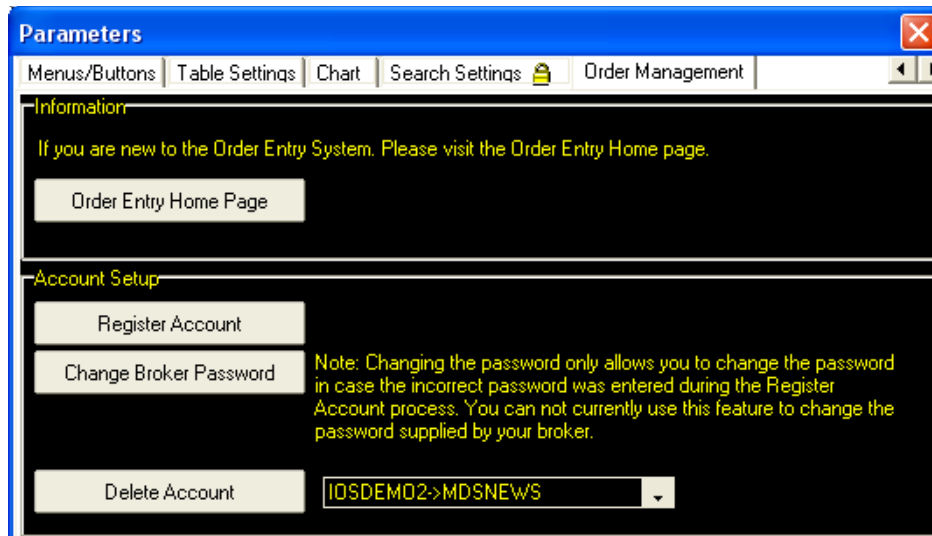 Parameters
Menus/Buttons Table Settings Chart Search Settings Order Management
Information
If you are new to the Order Entry System. Please visit the Order Entry Home page.
Order Entry Home Page
Account Setup
Register Account
Change Broker Password
Note: Changing the password only allows you to change the password
in case the incorrect password was entered during the Register
Account process. You can not currently use this feature to change the
password supplied by your broker.
Delete Account IOSDEMO2->MDSNEWS